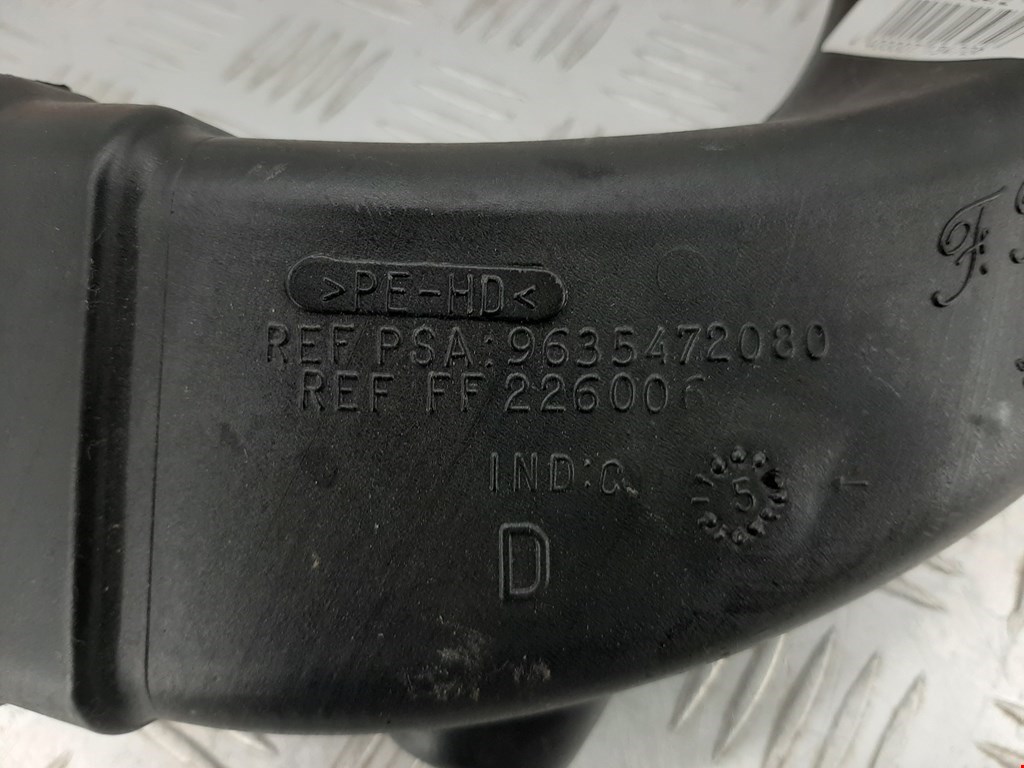 >PE-HD<
REF PSA: 9635472080
REF FF 226006
IND:
5
D
F.